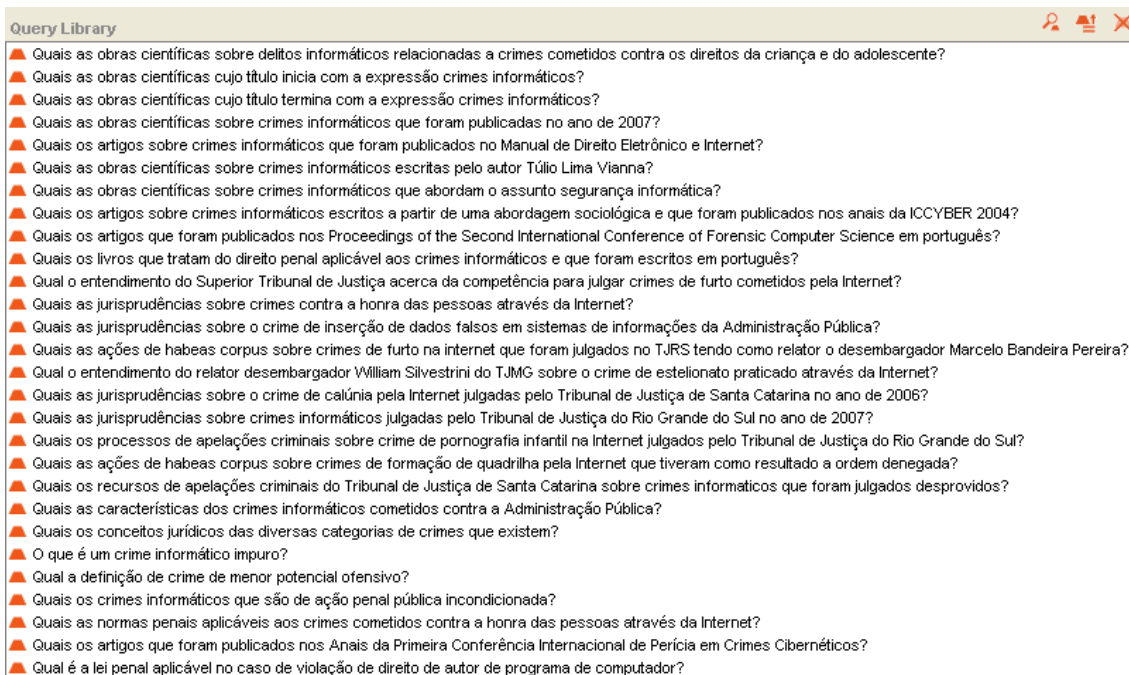 Query Library
Quais as obras científicas sobre delitos informáticos relacionadas a crimes cometidos contra os direitos da criança e do adolescente?
Quais as obras científicas cujo título inicia com a expressão crimes informáticos?
Quais as obras científicas cujo título termina com a expressão crimes informáticos?
Quais as obras científicas sobre crimes informáticos que foram publicadas no ano de 2007?
Quais os artigos sobre crimes informáticos que foram publicados no Manual de Direito Eletrônico e Internet?
Quais as obras científicas sobre crimes informáticos escritas pelo autor Túlio Lima Vianna?
Quais as obras científicas sobre crimes informáticos que abordam o assunto segurança informática?
Quais os artigos sobre crimes informáticos escritos a partir de uma abordagem sociológica e que foram publicados nos anais da ICCYBER 2004?
Quais os artigos que foram publicados nos Proceedings of the Second International Conference of Forensic Computer Science em português?
Quais os livros que tratam do direito penal aplicável aos crimes informáticos e que foram escritos em português?
Qual o entendimento do Superior Tribunal de Justiça acerca da competência para julgar crimes de furto cometidos pela Internet?
Quais as jurisprudências sobre crimes contra a honra das pessoas através da Internet?
Quais as jurisprudências sobre o crime de inserção de dados falsos em sistemas de informações da Administração Pública?
Quais as ações de habeas corpus sobre crimes de furto na internet que foram julgados no TJRS tendo como relator o desembargador Marcelo Bandeira Pereira?
Qual o entendimento do relator desembargador William Silvestrini do TJMG sobre o crime de estelionato praticado através da Internet?
Quais as jurisprudências sobre o crime de calúnia pela Internet julgadas pelo Tribunal de Justiça de Santa Catarina no ano de 2006?
Quais as jurisprudências sobre crimes informáticos julgadas pelo Tribunal de Justiça do Rio Grande do Sul no ano de 2007?
Quais os processos de apelações criminais sobre crime de pornografia infantil na Internet julgados pelo Tribunal de Justiça do Rio Grande do Sul?
Quais as ações de habeas corpus sobre crimes de formação de quadrilha pela Internet que tiveram como resultado a ordem denegada?
Quais os recursos de apelações criminais do Tribunal de Justiça de Santa Catarina sobre crimes informaticos que foram julgados desprovidos?
Quais as características dos crimes informáticos cometidos contra a Administração Pública?
Quais os conceitos jurídicos das diversas categorias de crimes que existem?
O que é um crime informático impuro?
Qual a definição de crime de menor potencial ofensivo?
Quais os crimes informáticos que são de ação penal pública incondicionada?
Quais as normas penais aplicáveis aos crimes cometidos contra a honra das pessoas através da Internet?
Quais os artigos que foram publicados nos Anais da Primeira Conferência Internacional de Perícia em Crimes Cibernéticos?
Qual é a lei penal aplicável no caso de violação de direito de autor de programa de computador?